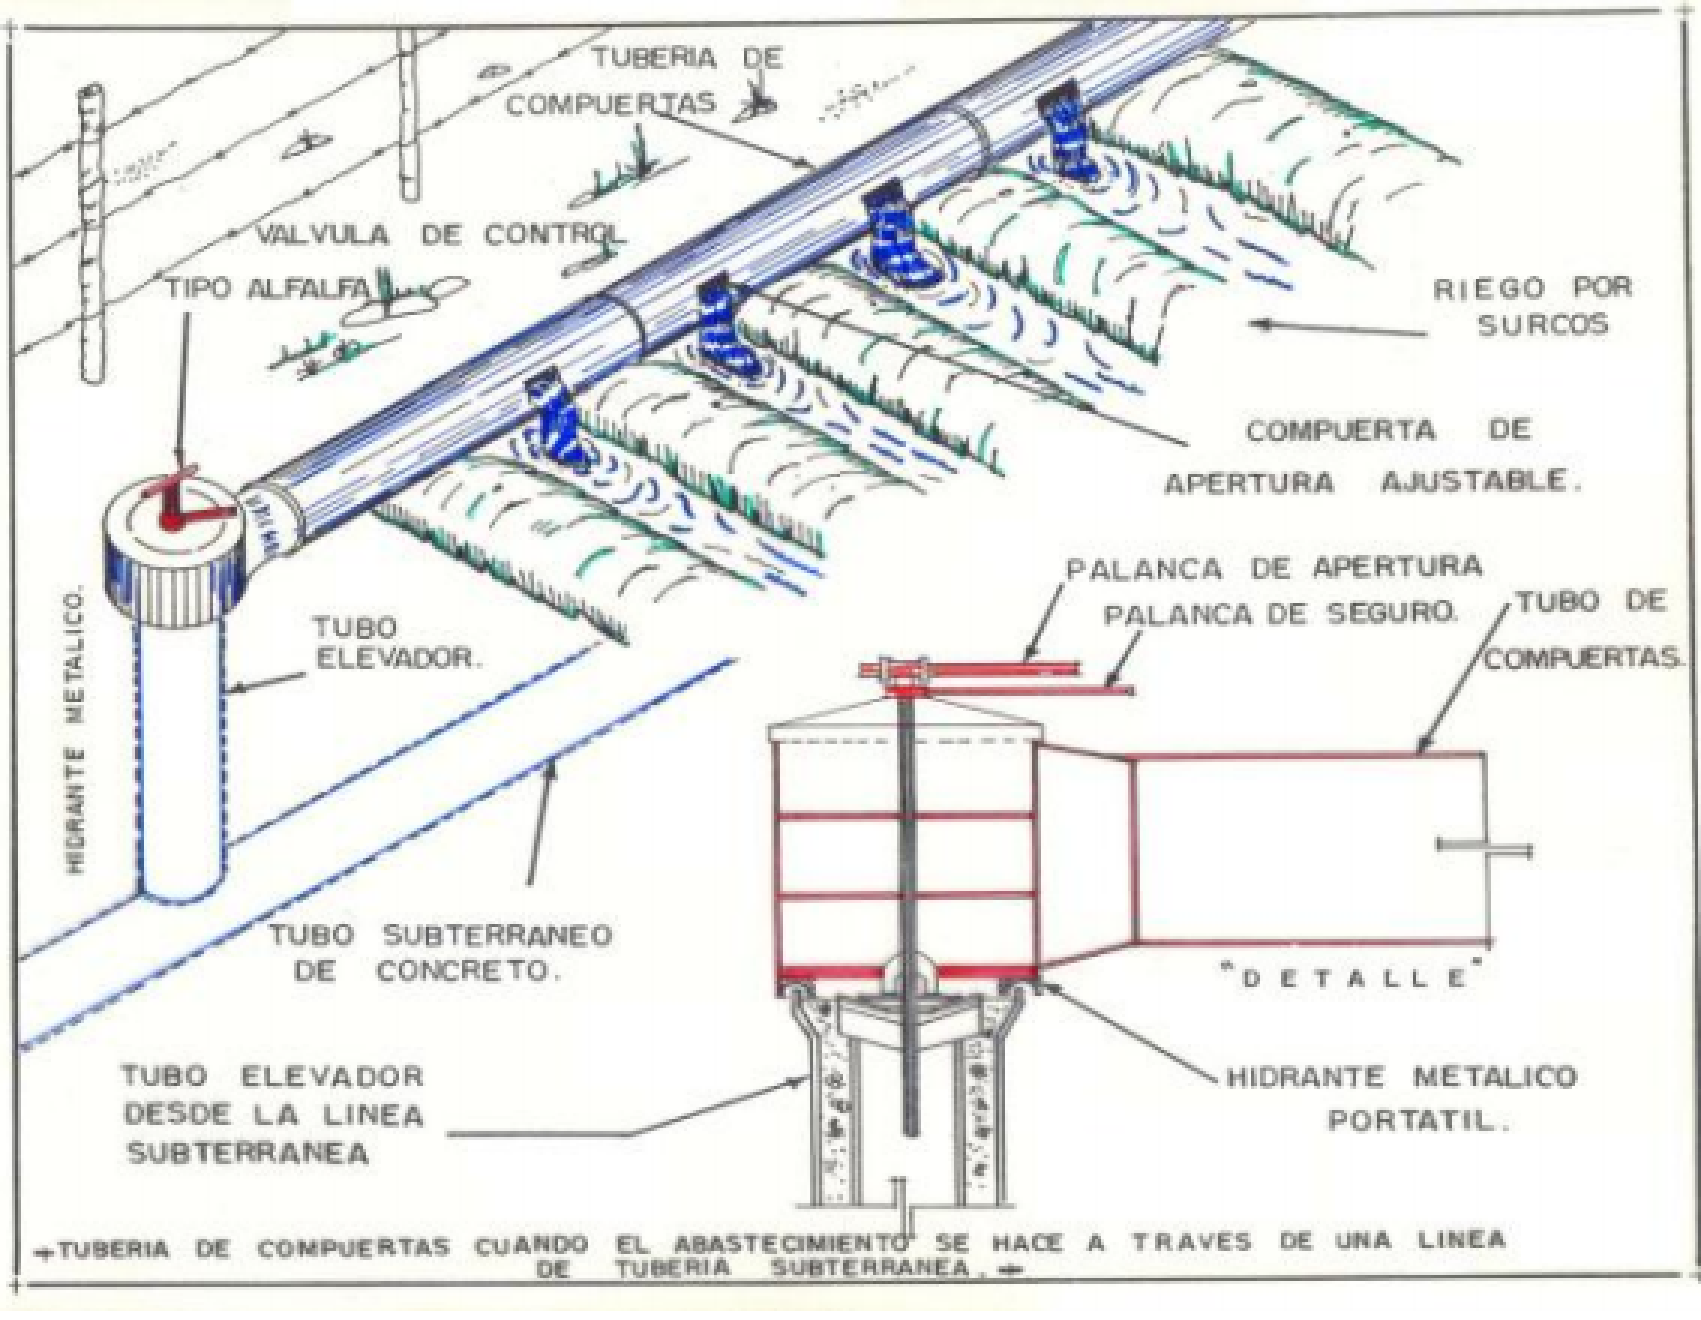 TUBERIA DE
COMPUERTAS
VALVULA DE CONTROL
TIPO ALFALFA
RIEGO POR
SURCOS
COMPUERTA DE
APERTURA AJUSTABLE.
PALANCA DE APERTURA
PALANCA DE SEGURO.
TUBO DE
COMPUERTAS.
TUBO
ELEVADOR.
HIDRANTE METALICO.
TUBO SUBTERRANEO
DE CONCRETO.
"DETALLE"
TUBO ELEVADOR
DESDE LA LINEA
SUBTERRANEA
HIDRANTE METALICO
PORTATIL.
TUBERIA DE COMPUERTAS CUANDO EL ABASTECIMIENTO SE HACE A TRAVES DE UNA LINEA
DE TUBERIA SUBTERRANEA.